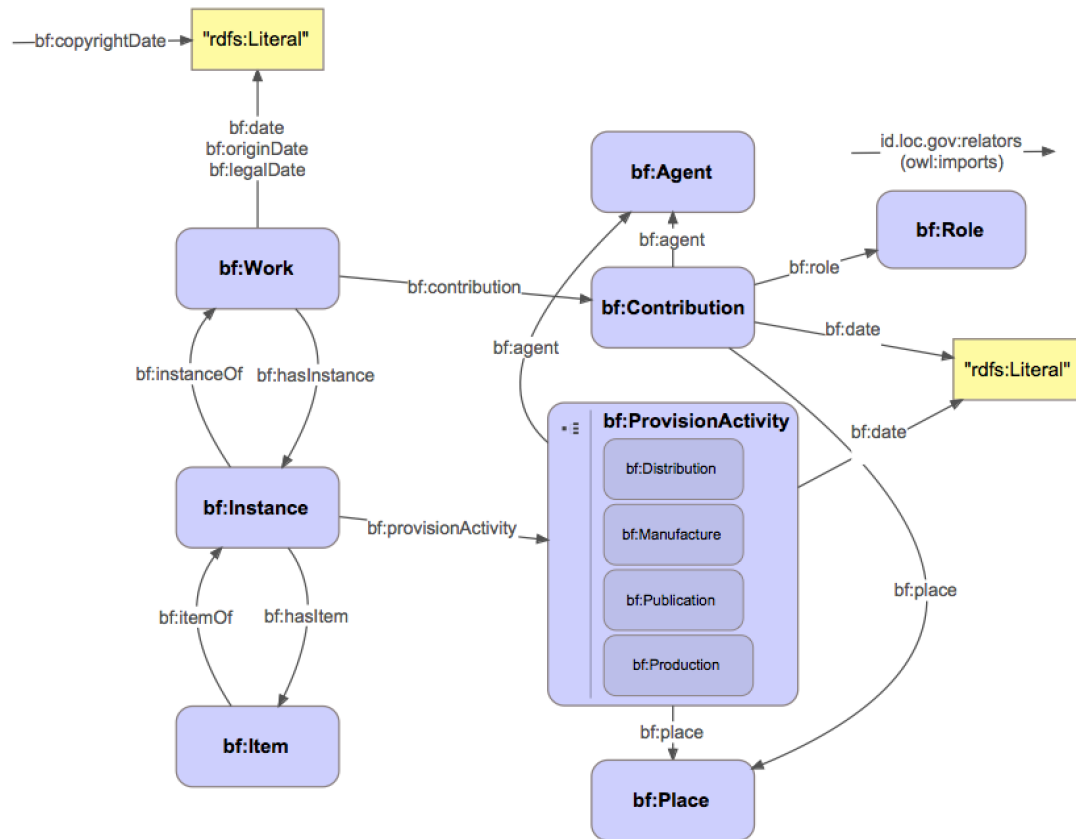 bf:copyrightDate
"rdfs:Literal"
bf:date
bf:originDate
bf:legalDate
bf:Agent
id.loc.gov:relators
(owl:imports)
bf:Role
bf:agent
bf:Work
bf:role
bf:contribution
bf:Contribution
bf:date
bf:agent
bf:instanceOf
bf:hasInstance
"rdfs:Literal"
bf:ProvisionActivity
bf:date
bf:Distribution
bf:Instance
bf:provisionActivity
bf:Manufacture
bf:place
bf:Publication
bf:itemOf
bf:hasItem
bf:Production
bf:place
bf:Item
bf:Place